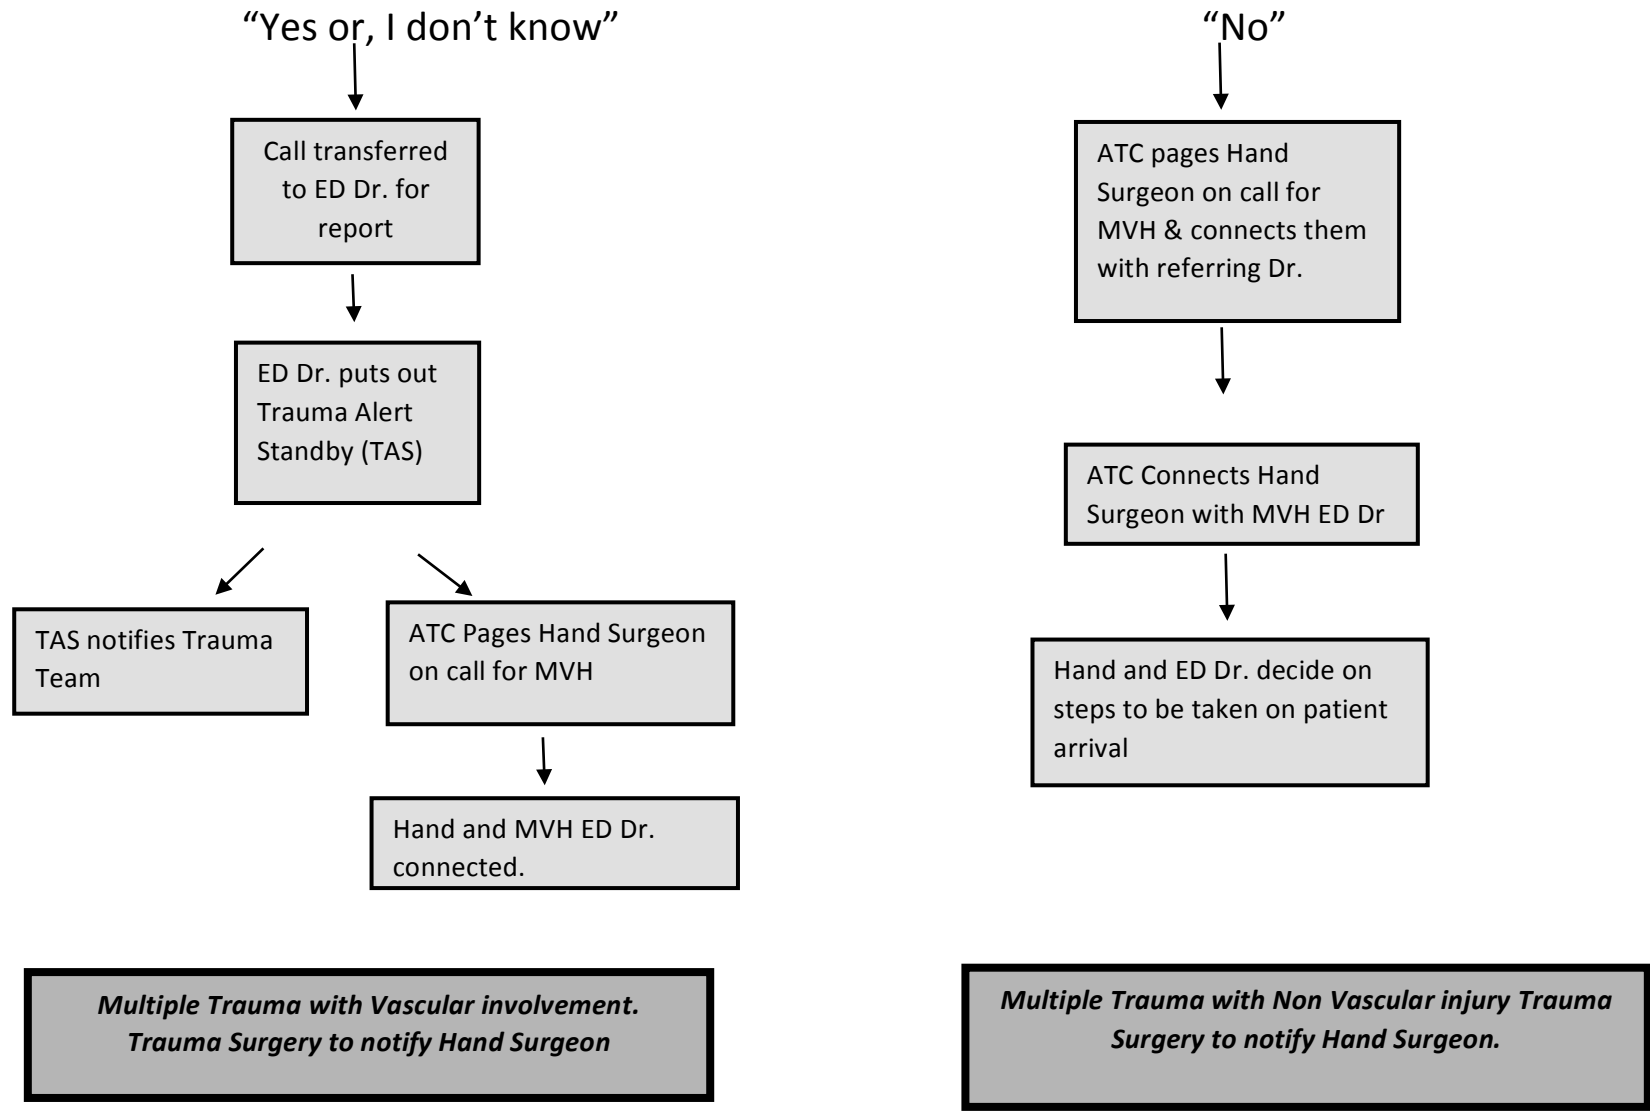 “Yes or, I don’t know”
Call transferred
to ED Dr. for
report
ED Dr. puts out
Trauma Alert
Standby (TAS)
TAS notifies Trauma
Team
ATC Pages Hand Surgeon
on call for MVH
Hand and MVH ED Dr.
connected.
Multiple Trauma with Vascular involvement.
Trauma Surgery to notify Hand Surgeon
“No”
ATC pages Hand
Surgeon on call for
MVH & connects them
with referring Dr.
ATC Connects Hand
Surgeon with MVH ED Dr
Hand and ED Dr. decide on
steps to be taken on patient
arrival
Multiple Trauma with Non Vascular injury Trauma
Surgery to notify Hand Surgeon.